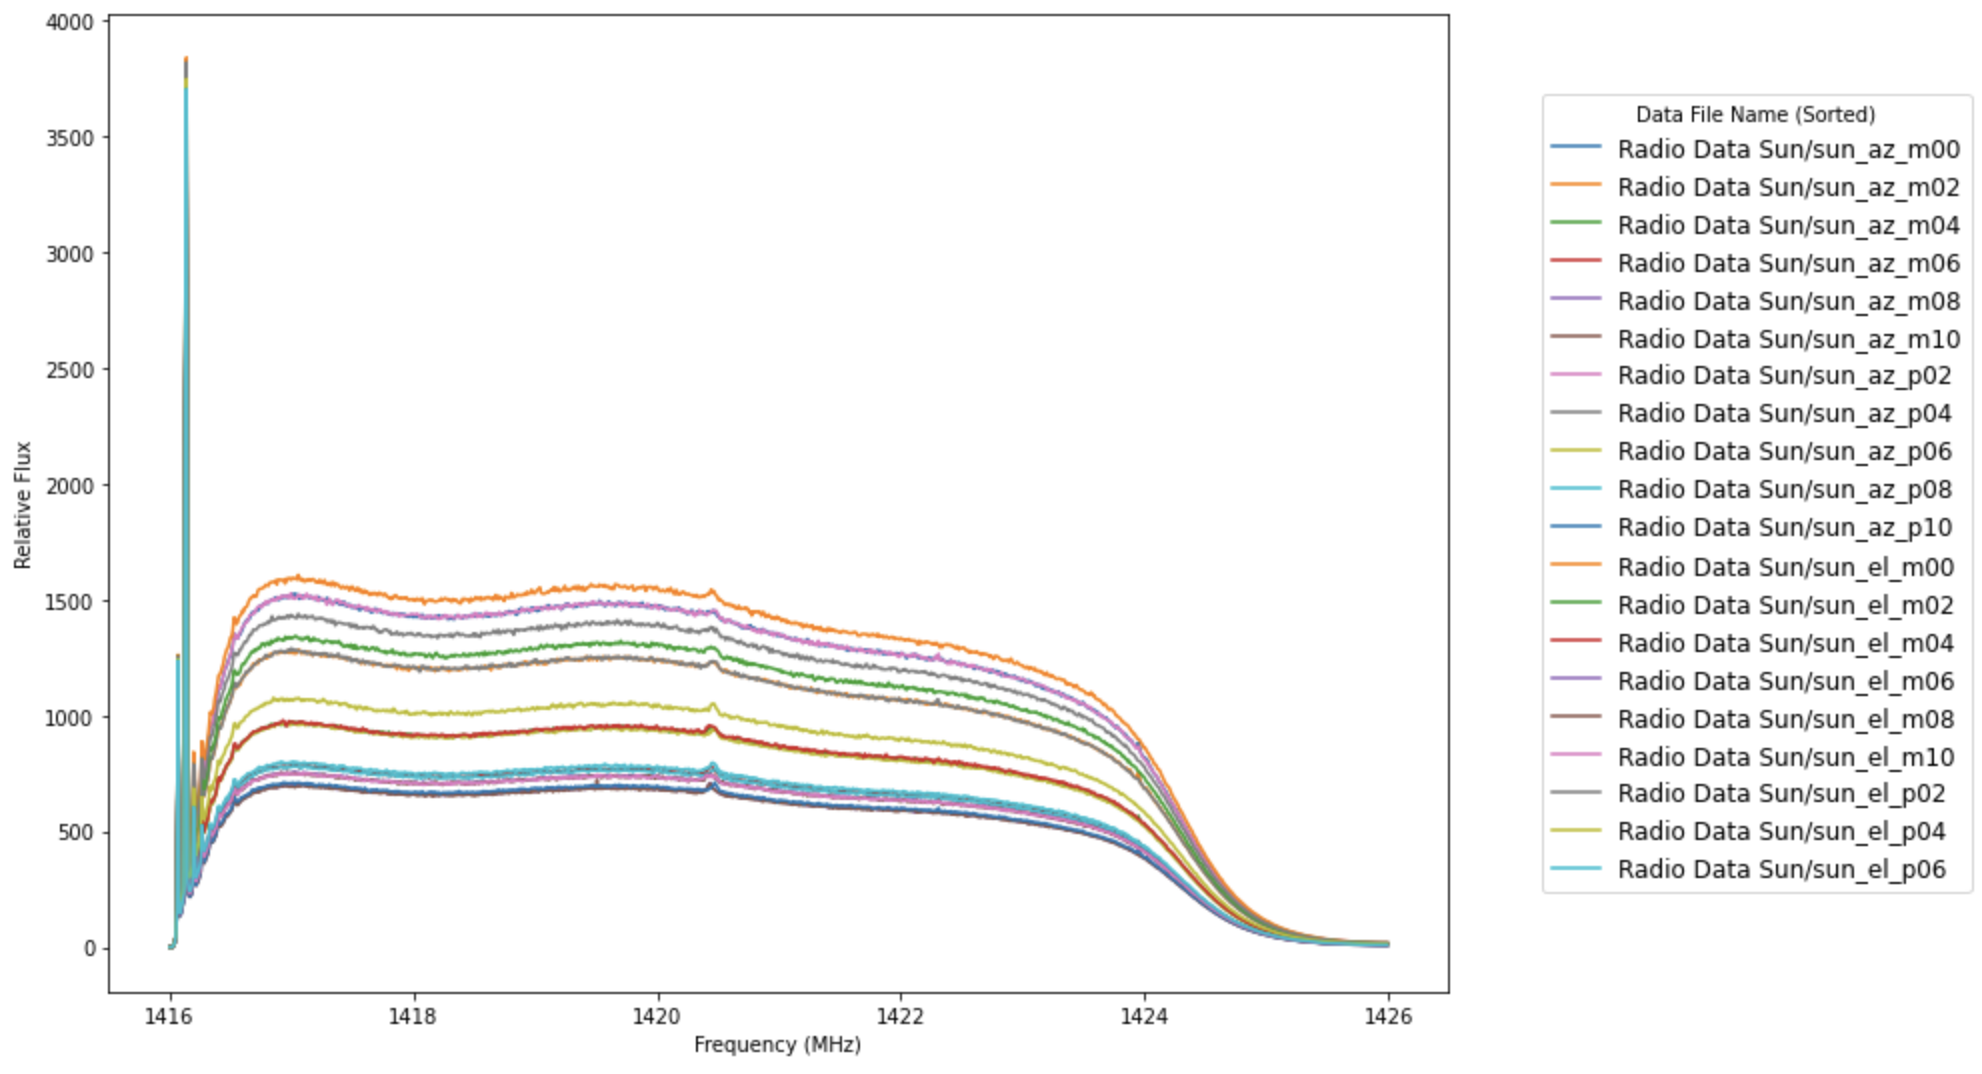 4000
3500
3000
2500
2000
1500
1000
500
0
Relative Flux
1416 1418 1420 1422 1424 1426
Frequency (MHz)
Data File Name (Sorted)
Radio Data Sun/sun_az_m00
Radio Data Sun/sun_az_m02
Radio Data Sun/sun_az_m04
Radio Data Sun/sun_az_m06
Radio Data Sun/sun_az_m08
Radio Data Sun/sun_az_m10
Radio Data Sun/sun_az_p02
Radio Data Sun/sun_az_p04
Radio Data Sun/sun_az_p06
Radio Data Sun/sun_az_p08
Radio Data Sun/sun_az_p10
Radio Data Sun/sun_el_m00
Radio Data Sun/sun_el_m02
Radio Data Sun/sun_el_m04
Radio Data Sun/sun_el_m06
Radio Data Sun/sun_el_m08
Radio Data Sun/sun_el_m10
Radio Data Sun/sun_el_p02
Radio Data Sun/sun_el_p04
Radio Data Sun/sun_el_p06